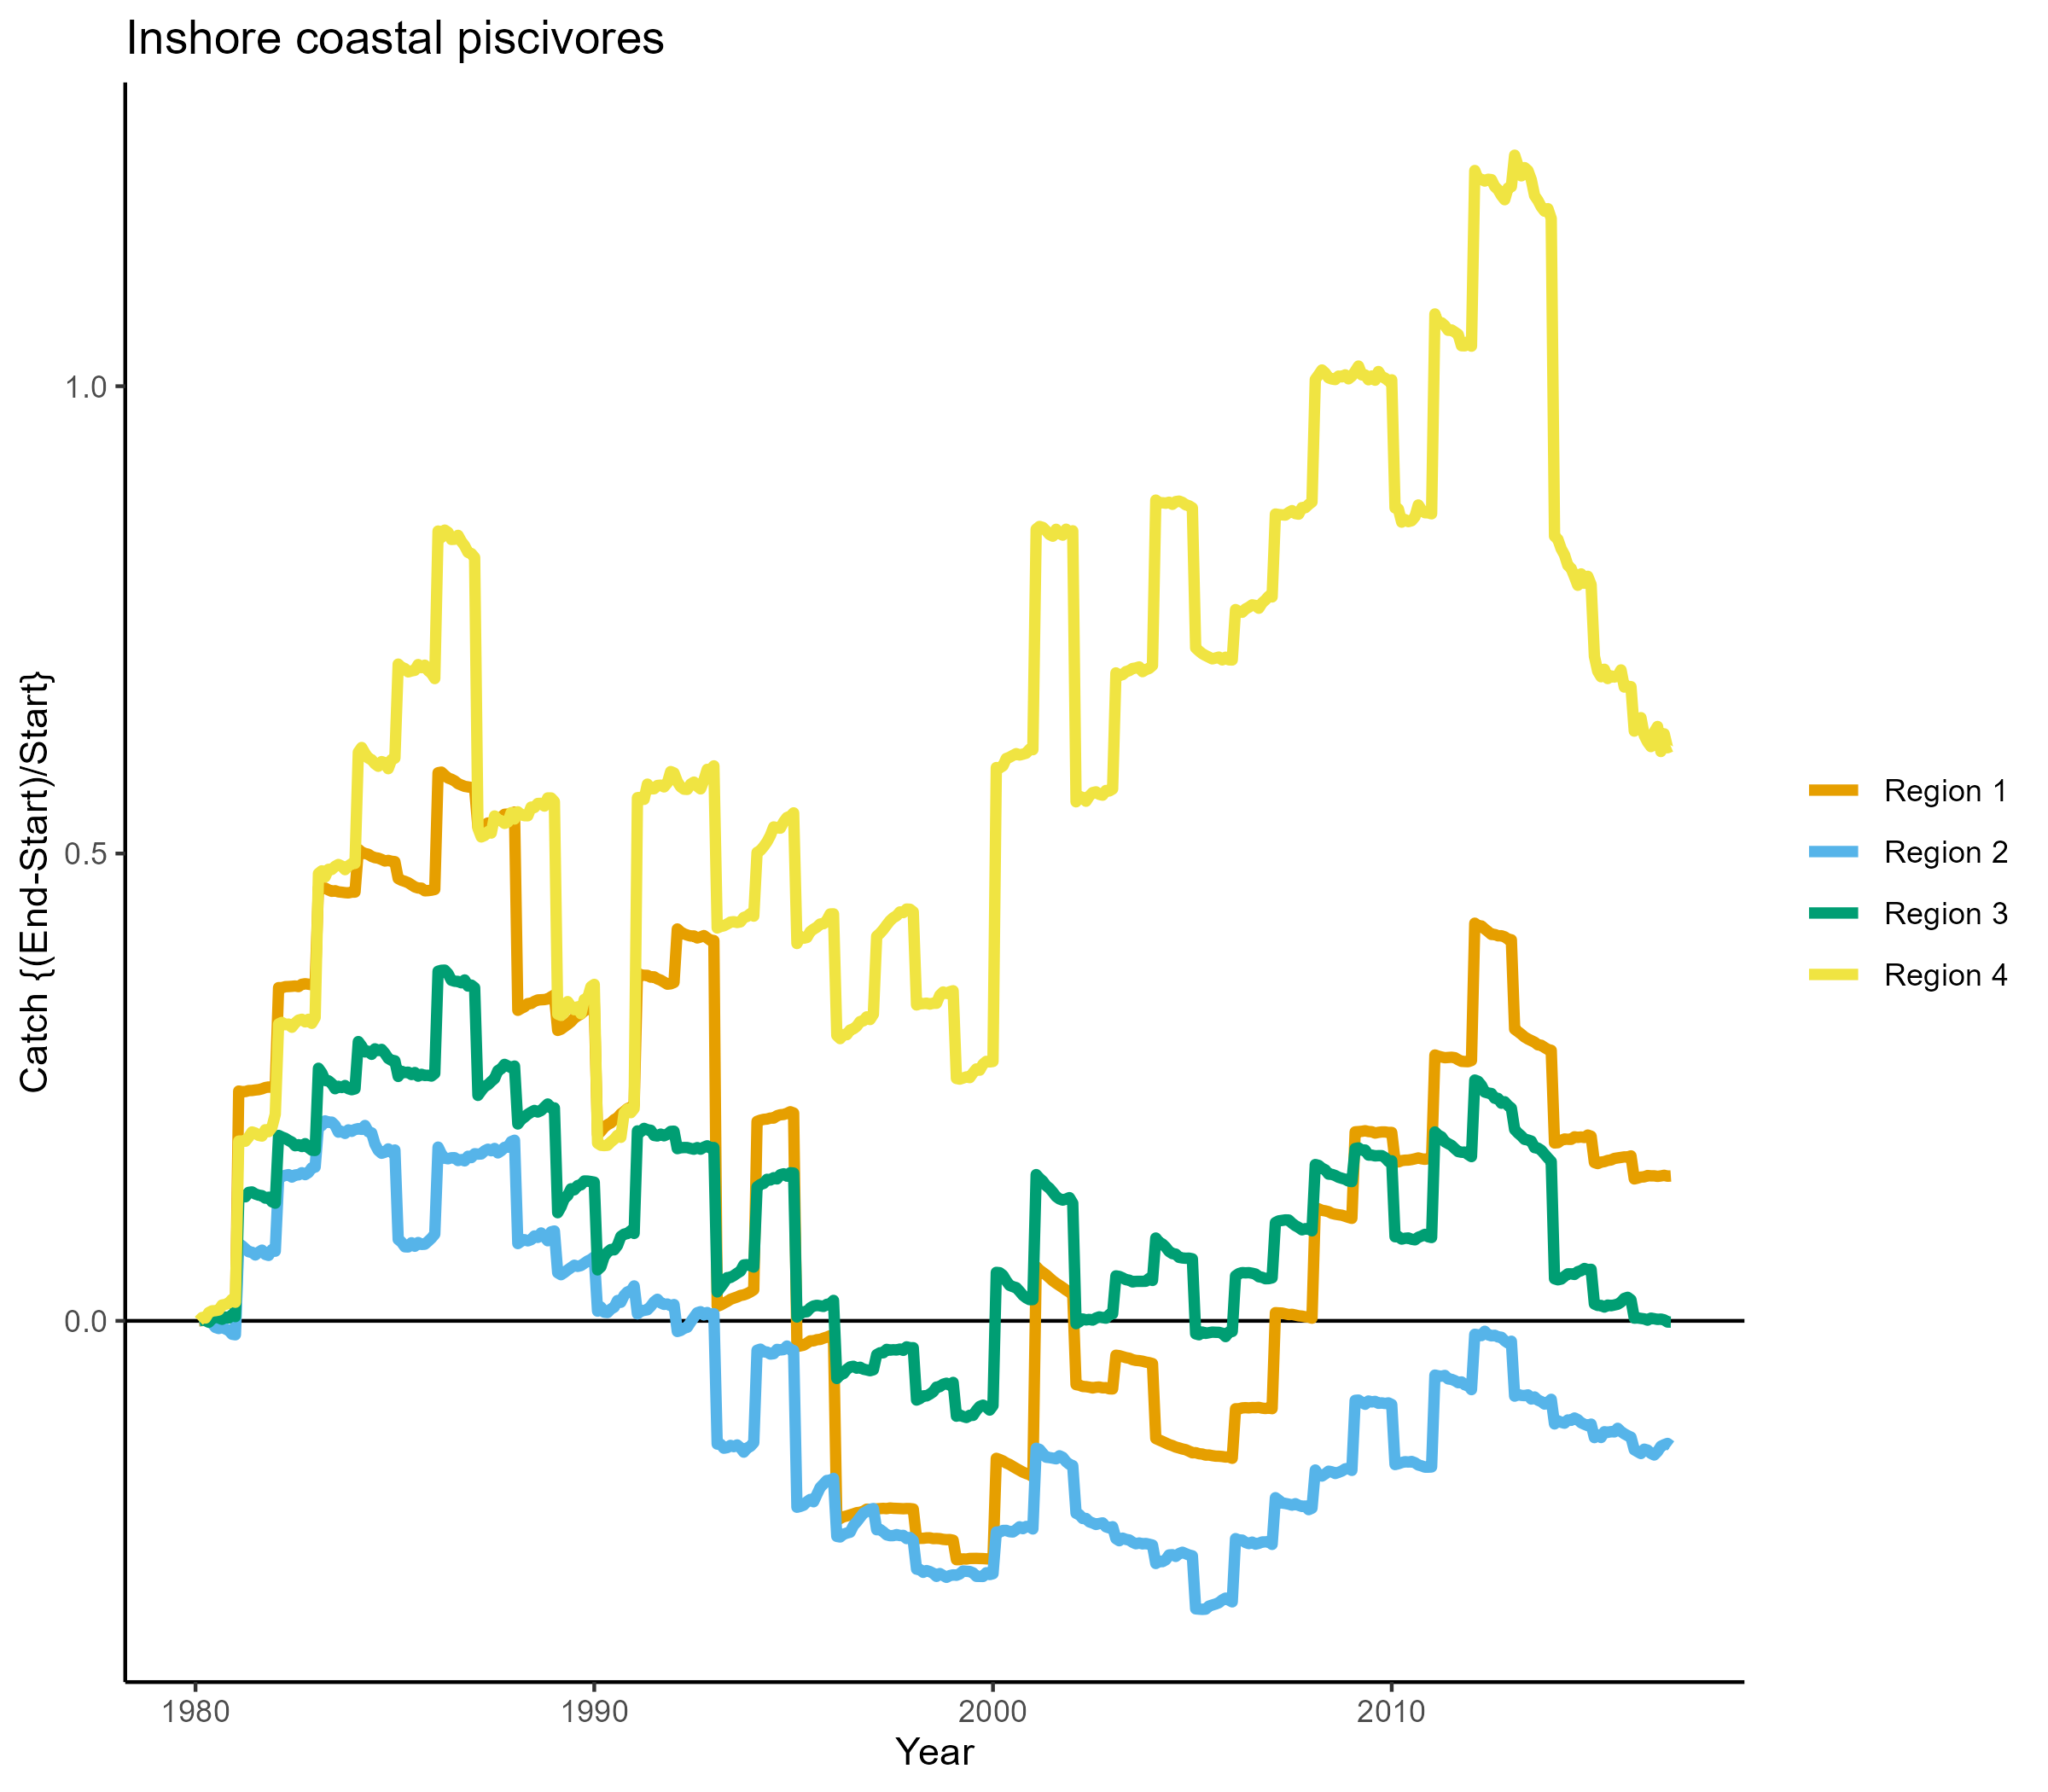 Inshore coastal piscivores
Catch {(End-Start)/Start}
1.0
0.5
0.0
1980
1990
2000
2010
Year
Region 1
Region 2
Region 3
Region 4